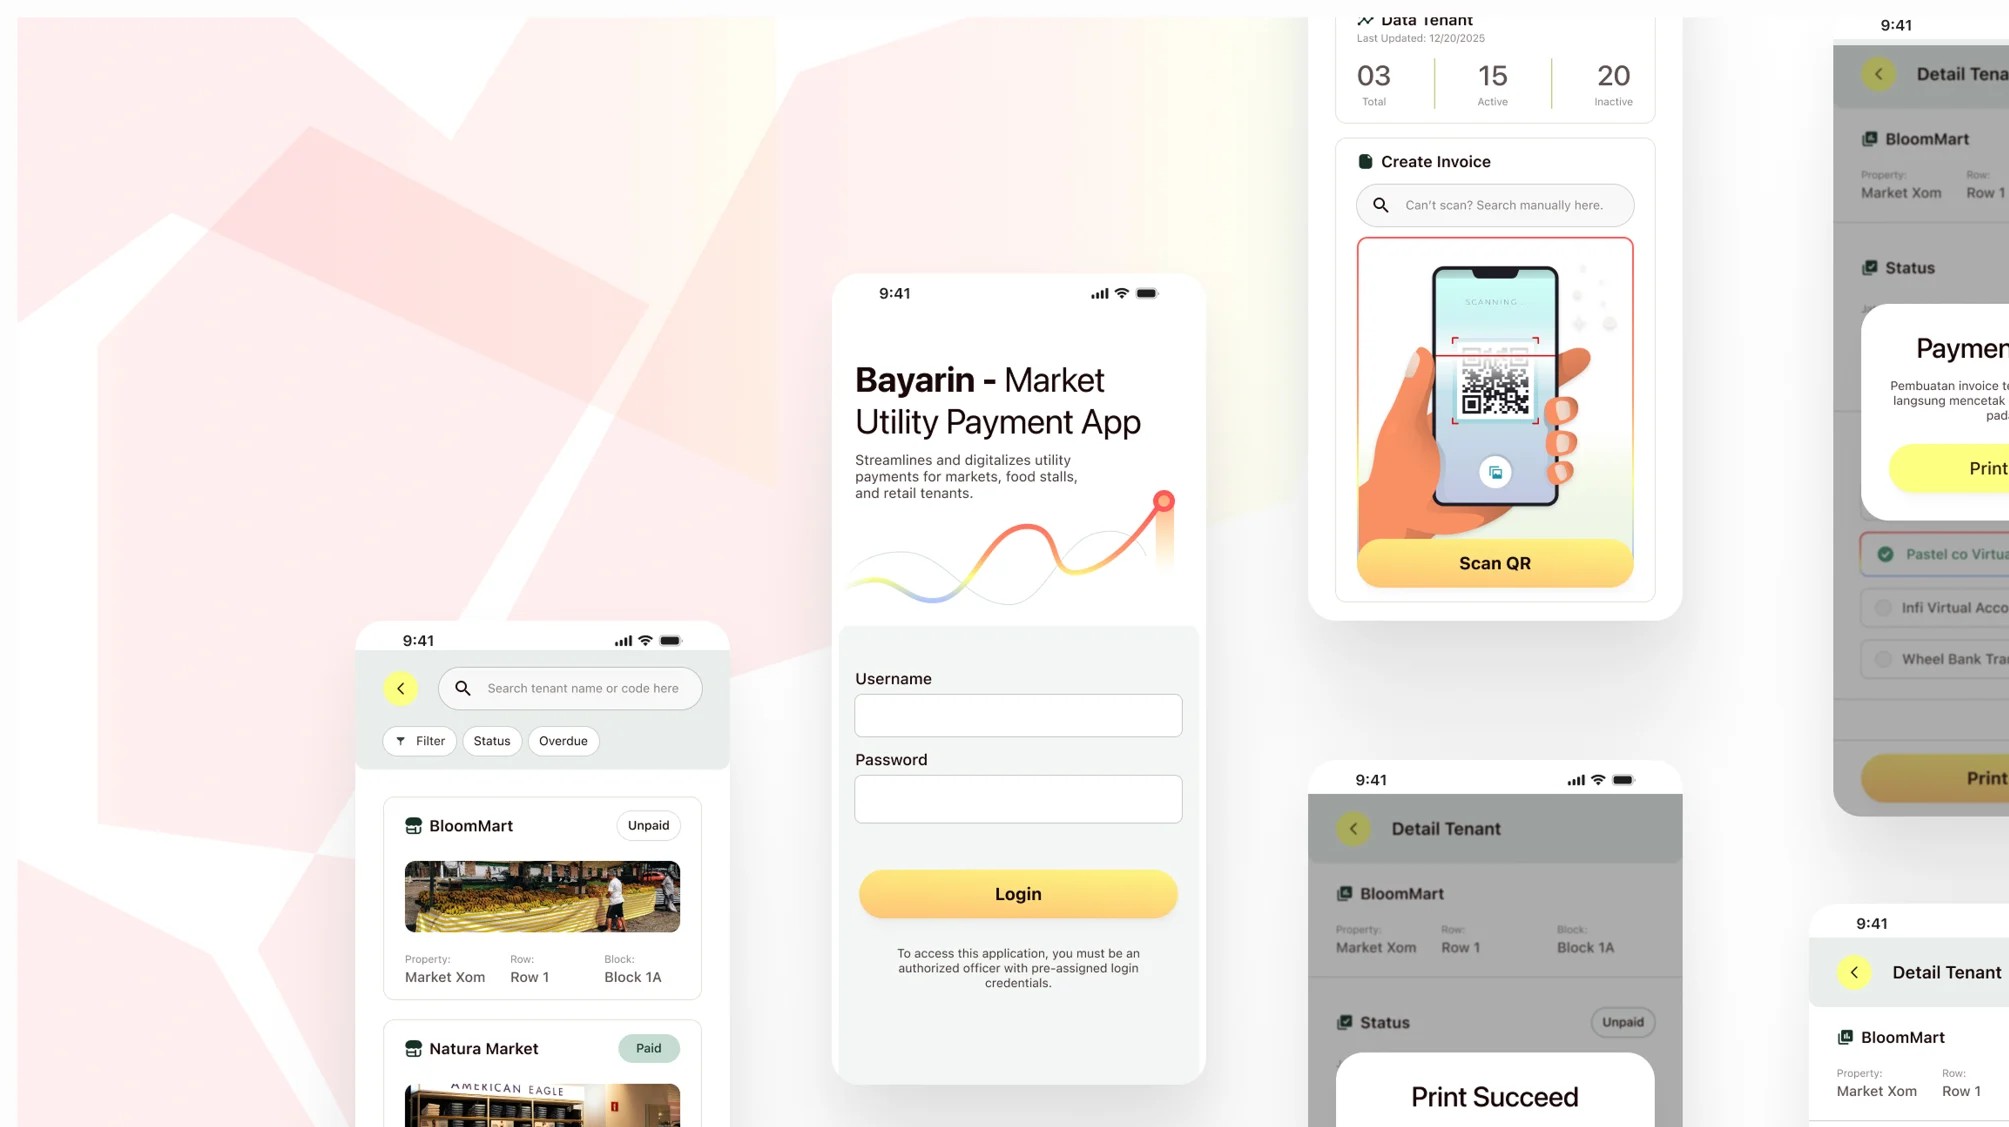 9:41
Search tenant name or code here
Filter
Status
Overdue
BloomMart
Unpaid
Property:
Row:
Block:
Market Xom
Row 1
Block 1A
Natura Market
Paid
AMERICAN EAGLE
9:41
Bayarin - Market
Utility Payment App
Streamlines and digitalizes utility
payments for markets, food stalls,
and retail tenants.
Username
Password
Login
To access this application, you must be an
authorized officer with pre-assigned login
credentials.
Data Tenant
Last Updated: 12/20/2025
03
15
20
Total
Active
Inactive
Create Invoice
Can't scan? Search manually here.
SCANNING
Scan QR
9:41
Detail Tenant
BloomMart
Property:
Row:
Block:
Market Xom
Row 1
Block 1A
Status
Unpaid
Print Succeed
9:41
Detail
BloomMart
Property:
Row:
Market Xom
Row 1
Status
Pembuatan invoice
langsung mencetak
Print
Pastel co
Infi Virtual
Wheel Bank
Print
9:41
Detail Tenant
BloomMart
Property:
Row:
Market Xom
Row 1